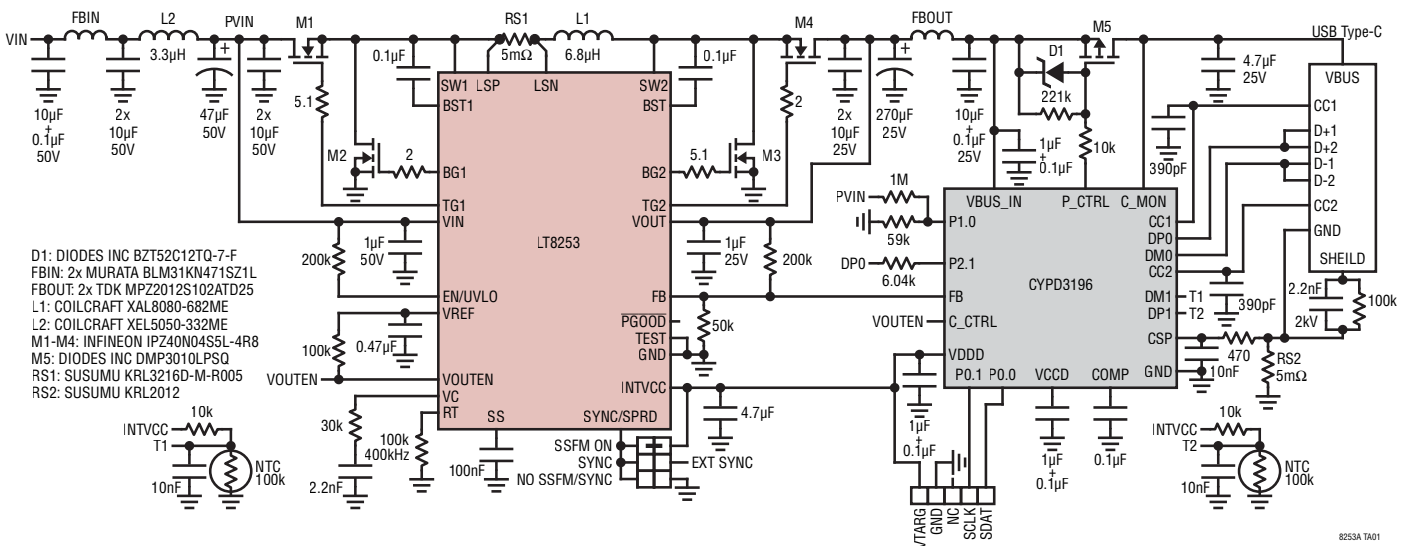 FBIN
L2
PVIN
M1
RS1
L1
M4
FBOUT
M5
VIN
3.3µH
5mΩ
6.8µH
D1
USB Type-C
10µF
+
0.1µF
50V
2x
10µF
50V
47µF
50V
+
2x
10µF
50V
5.1
0.1µF
SW1
LSP
LSN
SW2
0.1µF
BST1
BST
2
2x
10µF
25V
+
270µF
25V
10µF
+
0.1µF
25V
221k
1µF
+
0.1µF
10k
4.7µF
25V
390pF
VBUS
CC1
D+1
D+2
D-1
D-2
CC2
GND
SHEILD
M2
2
BG1
BG2
5.1
M3
TG1
TG2
VIN
VOUT
LT8253
1M
PVIN
59k
DP0
6.04k
VBUS_IN
P_CTRL
C_MON
P1.0
CC1
DP0
DM0
CC2
P2.1
DM1
T1
DP1
T2
390pF
2.2nF
2kV
100k
200k
1µF
50V
1µF
25V
200k
EN/UVLO
FB
FB
CYPD3196
VREF
PGOOD
50k
VOUTEN
C_CTRL
CSP
470
RS2
5mΩ
TEST
GND
100k
0.47µF
VDDD
GND
10nF
VOUTEN
VOUTEN
INTVCC
P0.1
P0.0
VCCD
COMP
VC
RT
SS
SYNC/SPRD
4.7µF
30k
100k
400kHz
100nF
2.2nF
SSFM ON
SYNC
NO SSFM/SYNC
EXT SYNC
1µF
+
0.1µF
1µF
+
0.1µF
0.1µF
VTARG
GND
NC
SCLK
SDAT
D1: DIODES INC BZT52C12TQ-7-F
FBIN: 2x MURATA BLM31KN471SZ1L
FBOUT: 2x TDK MPZ2012S102ATD25
L1: COILCRAFT XAL8080-682ME
L2: COILCRAFT XEL5050-332ME
M1-M4: INFINEON IPZ40N04S5L-4R8
M5: DIODES INC DMP3010LPSQ
RS1: SUSUMU KRL3216D-M-R005
RS2: SUSUMU KRL2012
10k
INTVCC
T1
10nF
NTC
100k
10k
INTVCC
T2
10nF
NTC
100k
8253A TA01